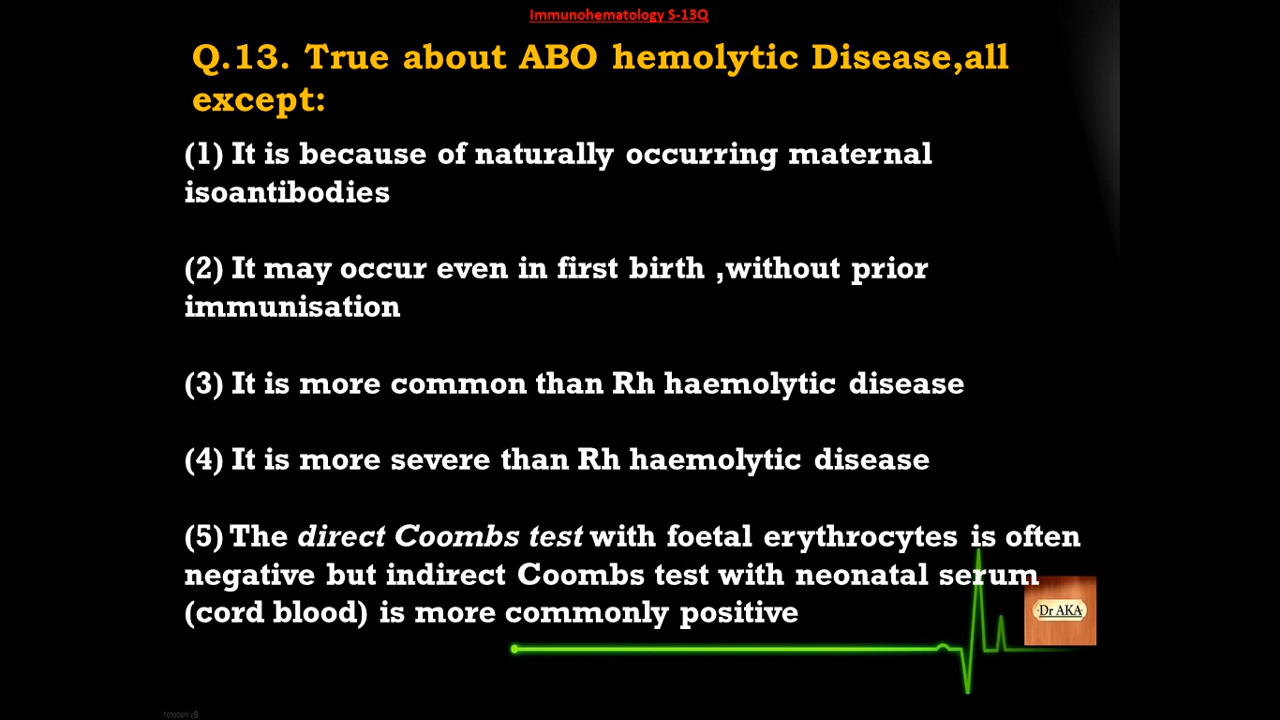 Immunohematology S-13Q
Q.13. True about ABO hemolytic Disease,all
except:
(1) It is because of naturally occurring maternal
isoantibodies
(2) It may occur even in first birth ,without prior
immunisation
(3) It is more common than Rh haemolytic disease
(4) It is more severe than Rh haemolytic disease
(5) The direct Coombs test with foetal erythrocytes is often
negative but indirect Coombs test with neonatal serum
(cord blood) is more commonly positive
Dr AKA